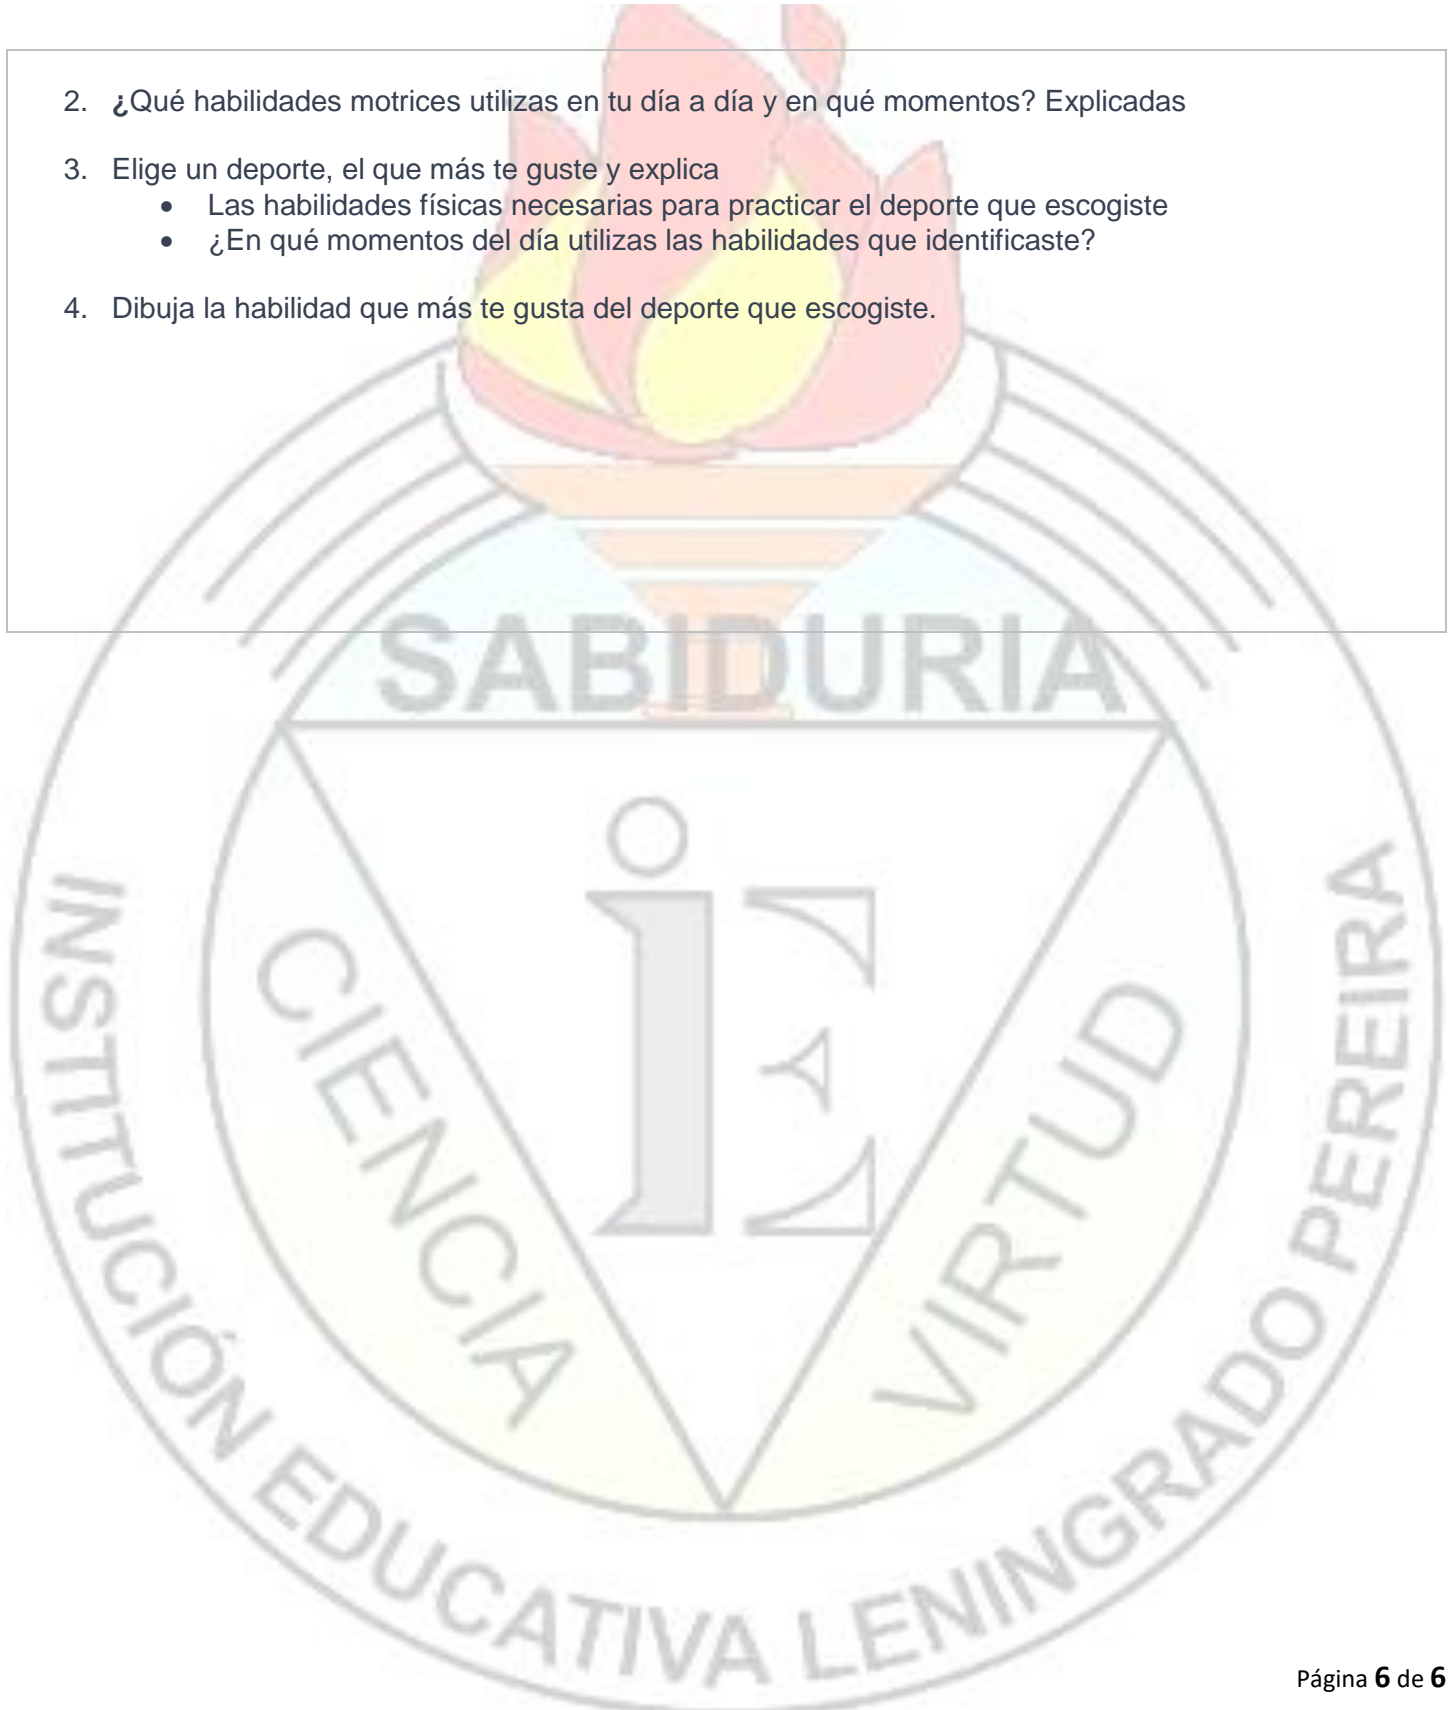 2. ¿Qué habilidades motrices utilizas en tu día a día y en qué momentos? Explicadas
3. Elige un deporte, el que más te guste y explica
• Las habilidades físicas necesarias para practicar el deporte que escogiste
• ¿En qué momentos del día utilizas las habilidades que identificaste?
4. Dibuja la habilidad que más te gusta del deporte que escogiste.
SABIDURIA
iE
CIENCIA
VIRTUD
INSTITUCIÓN EDUCATIVA LENINGRADO PEREIRA
Página 6 de 6